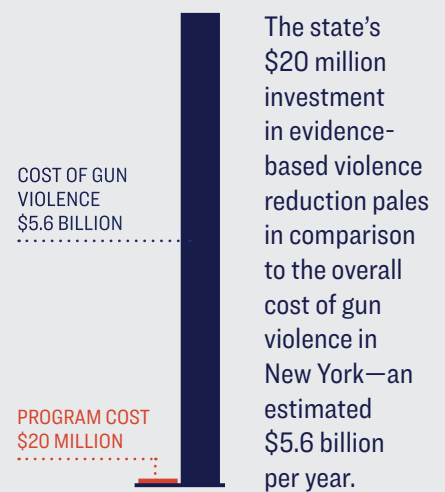 COST OF GUN
VIOLENCE
$5.6 BILLION
PROGRAM COST
$20 MILLION
The state’s
$20 million
investment
in evidence-
based violence
reduction pales
in comparison
to the overall
cost of gun
violence in
New York—an
estimated
$5.6 billion
per year.